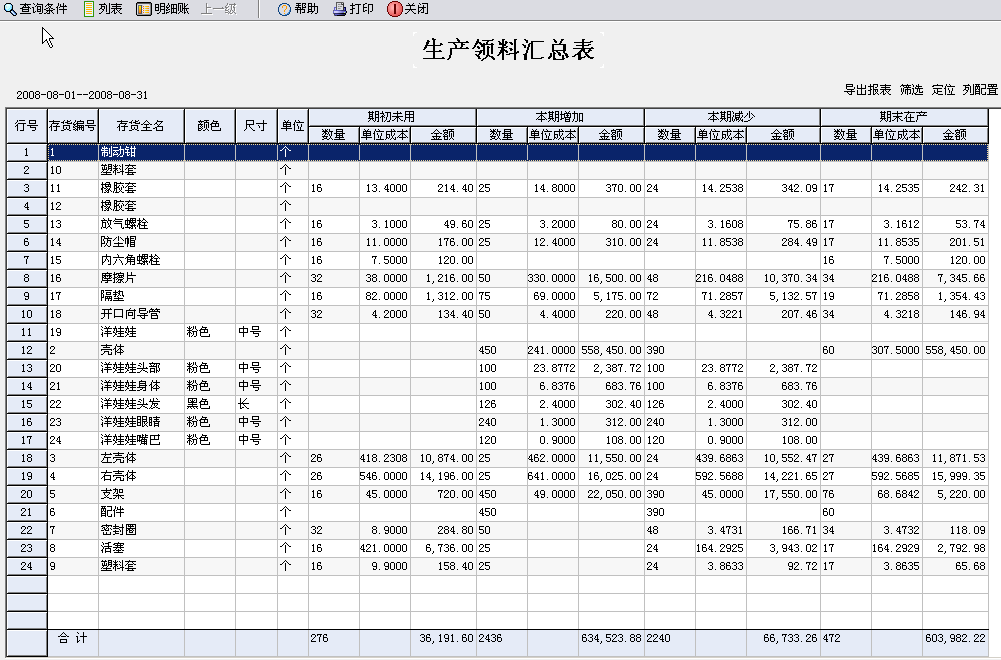 查询条件 列表 明细账 上一级 帮助 打印 关闭
生产领料汇总表
2008-08-01--2008-08-31 导出报表 筛选 定位 列配置
行号 存货编号 存货全名 颜色 尺寸 单位 期初未用 本期增加 本期减少 期末在产
数量 单位成本 金额 数量 单位成本 金额 数量 单位成本 金额 数量 单位成本 金额
1 1 制动钳 个
2 10 塑料套 个
3 11 橡胶套 个 16 13.4000 214.40 25 14.8000 370.00 24 14.2538 342.09 17 14.2535 242.31
4 12 橡胶套 个
5 13 放气螺栓 个 16 3.1000 49.60 25 3.2000 80.00 24 3.1608 75.86 17 3.1612 53.74
6 14 防尘帽 个 16 11.0000 176.00 25 12.4000 310.00 24 11.8538 284.49 17 11.8535 201.51
7 15 内六角螺栓 个 16 7.5000 120.00 16 7.5000 120.00
8 16 摩擦片 个 32 38.0000 1,216.00 50 330.0000 16,500.00 48 216.0488 10,370.34 34 216.0488 7,345.66
9 17 隔垫 个 16 82.0000 1,312.00 75 69.0000 5,175.00 72 71.2857 5,132.57 19 71.2858 1,354.43
10 18 开口向导管 个 32 4.2000 134.40 50 4.4000 220.00 48 4.3221 207.46 34 4.3218 146.94
11 19 洋娃娃 粉色 中号 个
12 2 壳体 个 450 241.0000 558,450.00 390 60 307.5000 558,450.00
13 20 洋娃娃头部 粉色 中号 个 100 23.8772 2,387.72 100 23.8772 2,387.72
14 21 洋娃娃身体 粉色 中号 个 100 6.8376 683.76 100 6.8376 683.76
15 22 洋娃娃头发 黑色 长 个 126 2.4000 302.40 126 2.4000 302.40
16 23 洋娃娃眼睛 粉色 中号 个 240 1.3000 312.00 240 1.3000 312.00
17 24 洋娃娃嘴巴 粉色 中号 个 120 0.9000 108.00 120 0.9000 108.00
18 3 左壳体 个 26 418.2308 10,874.00 25 462.0000 11,550.00 24 439.6863 10,552.47 27 439.6863 11,871.53
19 4 右壳体 个 26 546.0000 14,196.00 25 641.0000 16,025.00 24 592.5688 14,221.65 27 592.5685 15,999.35
20 5 支架 个 16 45.0000 720.00 450 49.0000 22,050.00 390 45.0000 17,550.00 76 68.6842 5,220.00
21 6 配件 个 450 390 60
22 7 密封圈 个 32 8.9000 284.80 50 48 3.4731 166.71 34 3.4732 118.09
23 8 活塞 个 16 421.0000 6,736.00 25 24 164.2925 3,943.02 17 164.2929 2,792.98
24 9 塑料套 个 16 9.9000 158.40 25 24 3.8633 92.72 17 3.8635 65.68
合 计 276 36,191.60 2436 634,523.88 2240 66,733.26 472 603,982.22